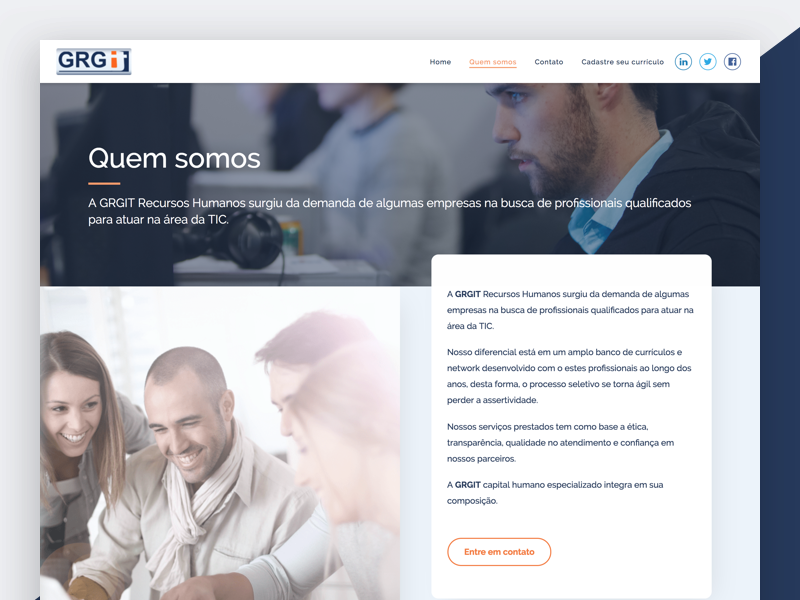 GRGiT
Home Quem somos Contato Cadastre seu currículo in
Quem somos
A GRGIT Recursos Humanos surgiu da demanda de algumas empresas na busca de profissionais qualificados
para atuar na área da TIC.
A GRGIT Recursos Humanos surgiu da demanda de algumas
empresas na busca de profissionais qualificados para atuar na
área da TIC.
Nosso diferencial está em um amplo banco de currículos e
network desenvolvido com o estes profissionais ao longo dos
anos, desta forma, o processo seletivo se torna ágil sem
perder a assertividade.
Nossos serviços prestados tem como base a ética,
transparência, qualidade no atendimento e confiança em
nossos parceiros.
A GRGIT capital humano especializado integra em sua
composição.
Entre em contato